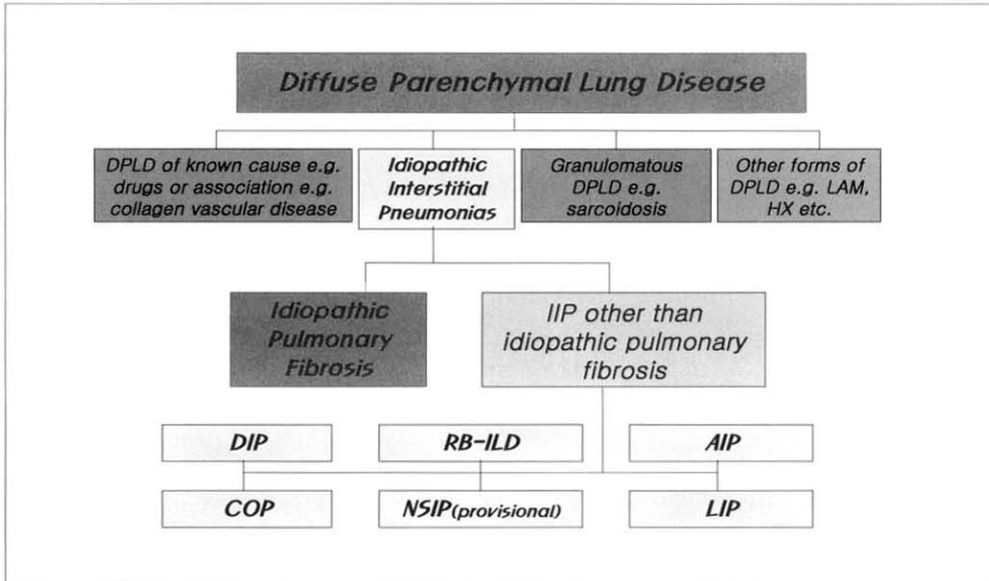 Diffuse Parenchymal Lung Disease
DPLD of known cause e.g.
drugs or association e.g.
collagen vascular disease
Idiopathic
Interstitial
Pneumonias
Granulomatous
DPLD e.g.
sarcoidosis
Other forms of
DPLD e.g. LAM,
HX etc.
Idiopathic
Pulmonary
Fibrosis
IIP other than
idiopathic pulmonary
fibrosis
DIP
RB-ILD
AIP
COP
NSIP(provisional)
LIP